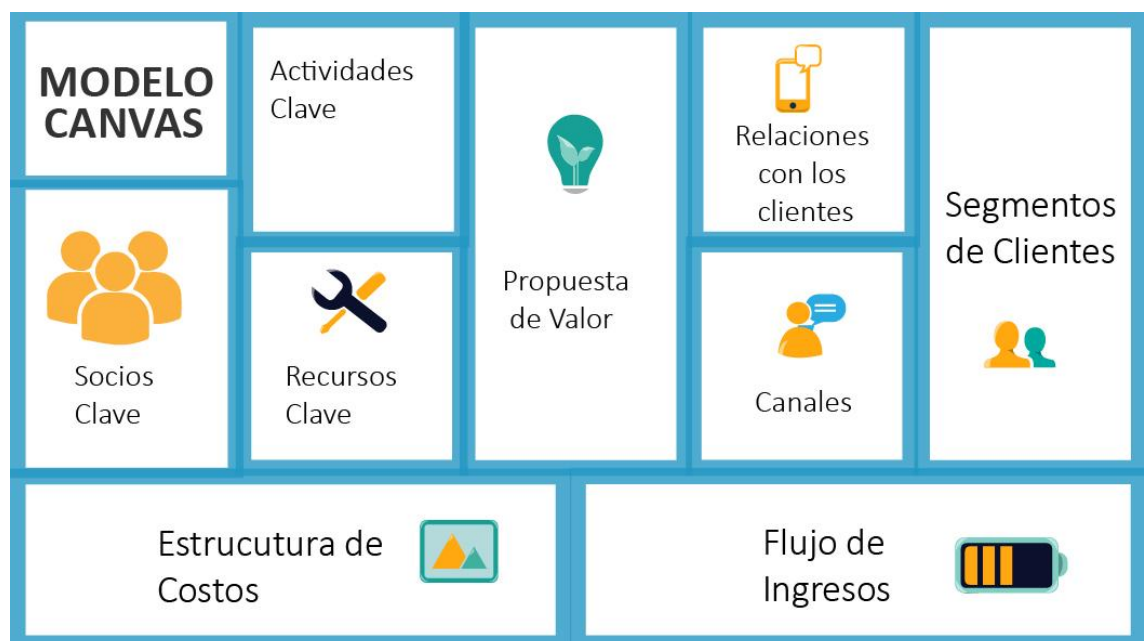 MODELO
CANVAS
Actividades
Clave
Relaciones
con los
clientes
Segmentos
de Clientes
Propuesta
de Valor
Socios
Clave
Recursos
Clave
Canales
Estrucutura de
Costos
Flujo de
Ingresos